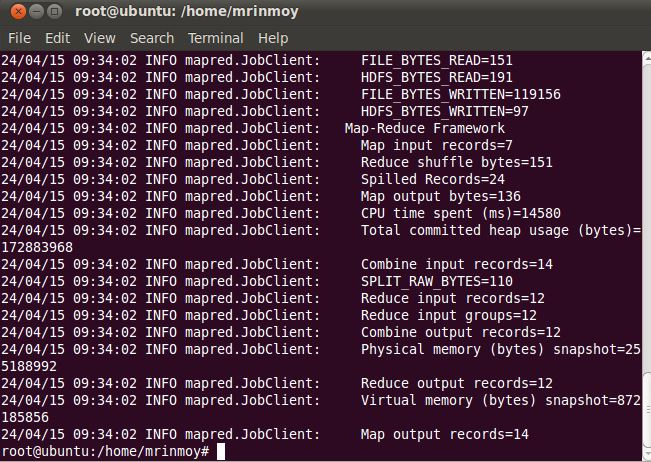 root@ubuntu: /home/mrinmoy
File Edit View Search Terminal Help
24/04/15 09:34:02 INFO mapred.JobClient:     FILE_BYTES_READ=151
24/04/15 09:34:02 INFO mapred.JobClient:     HDFS_BYTES_READ=191
24/04/15 09:34:02 INFO mapred.JobClient:     FILE_BYTES_WRITTEN=119156
24/04/15 09:34:02 INFO mapred.JobClient:     HDFS_BYTES_WRITTEN=97
24/04/15 09:34:02 INFO mapred.JobClient:   Map-Reduce Framework
24/04/15 09:34:02 INFO mapred.JobClient:     Map input records=7
24/04/15 09:34:02 INFO mapred.JobClient:     Reduce shuffle bytes=151
24/04/15 09:34:02 INFO mapred.JobClient:     Spilled Records=24
24/04/15 09:34:02 INFO mapred.JobClient:     Map output bytes=136
24/04/15 09:34:02 INFO mapred.JobClient:     CPU time spent (ms)=14580
24/04/15 09:34:02 INFO mapred.JobClient:     Total committed heap usage (bytes)=
172883968
24/04/15 09:34:02 INFO mapred.JobClient:     Combine input records=14
24/04/15 09:34:02 INFO mapred.JobClient:     SPLIT_RAW_BYTES=110
24/04/15 09:34:02 INFO mapred.JobClient:     Reduce input records=12
24/04/15 09:34:02 INFO mapred.JobClient:     Reduce input groups=12
24/04/15 09:34:02 INFO mapred.JobClient:     Combine output records=12
24/04/15 09:34:02 INFO mapred.JobClient:     Physical memory (bytes) snapshot=25
5188992
24/04/15 09:34:02 INFO mapred.JobClient:     Reduce output records=12
24/04/15 09:34:02 INFO mapred.JobClient:     Virtual memory (bytes) snapshot=872
185856
24/04/15 09:34:02 INFO mapred.JobClient:     Map output records=14
root@ubuntu:/home/mrinmoy#